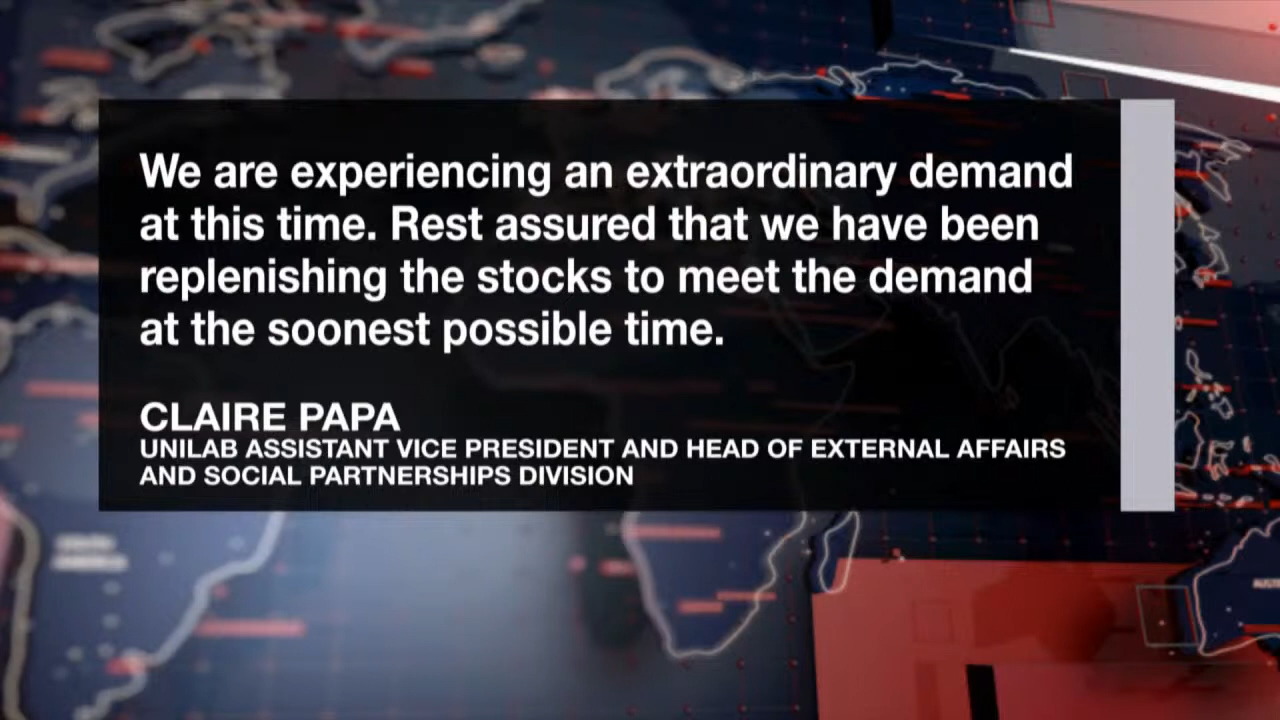 We are experiencing an extraordinary demand
at this time. Rest assured that we have been
replenishing the stocks to meet the demand
at the soonest possible time.
CLAIRE PAPA
UNILAB ASSISTANT VICE PRESIDENT AND HEAD OF EXTERNAL AFFAIRS
AND SOCIAL PARTNERSHIPS DIVISION